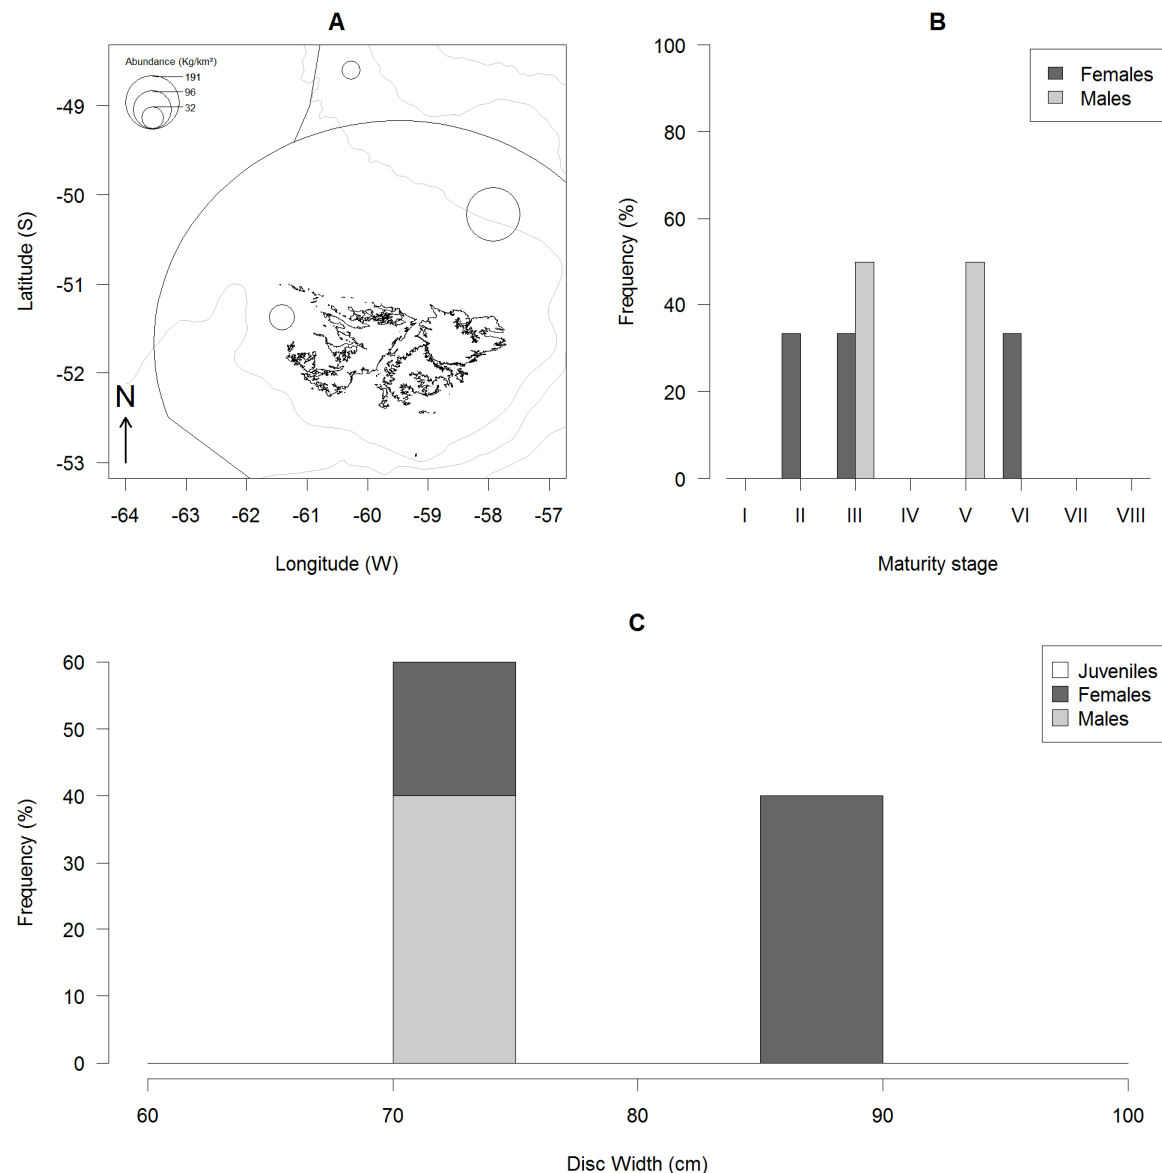 A
Abundance (Kg/km²)
191
96
32
-49
-50
-51
-52
-53
Latitude (S)
N
-64 -63 -62 -61 -60 -59 -58 -57
Longitude (W)
B
100
80
60
40
20
0
Frequency (%)
Females
Males
I II III IV V VI VII VIII
Maturity stage
C
60
50
40
30
20
10
0
Frequency (%)
Juveniles
Females
Males
60 70 80 90 100
Disc Width (cm)